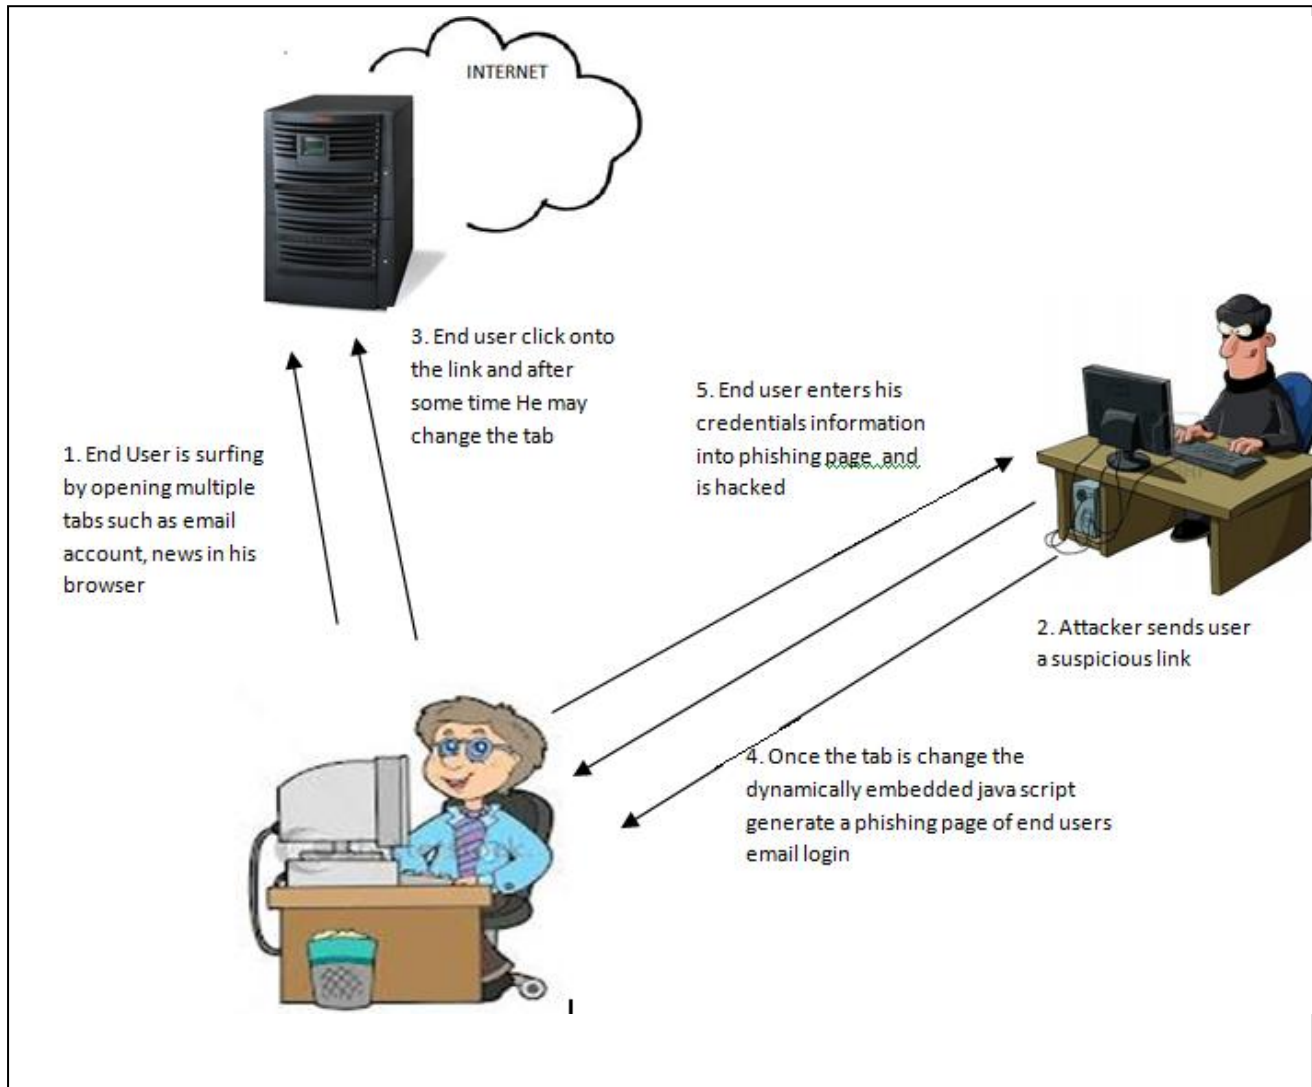 INTERNET
3. End user click onto
the link and after
some time He may
change the tab
1. End User is surfing
by opening multiple
tabs such as email
account, news in his
browser
5. End user enters his
credentials information
into phishing page and
is hacked
2. Attacker sends user
a suspicious link
4. Once the tab is change the
dynamically embedded java script
generate a phishing page of end users
email login